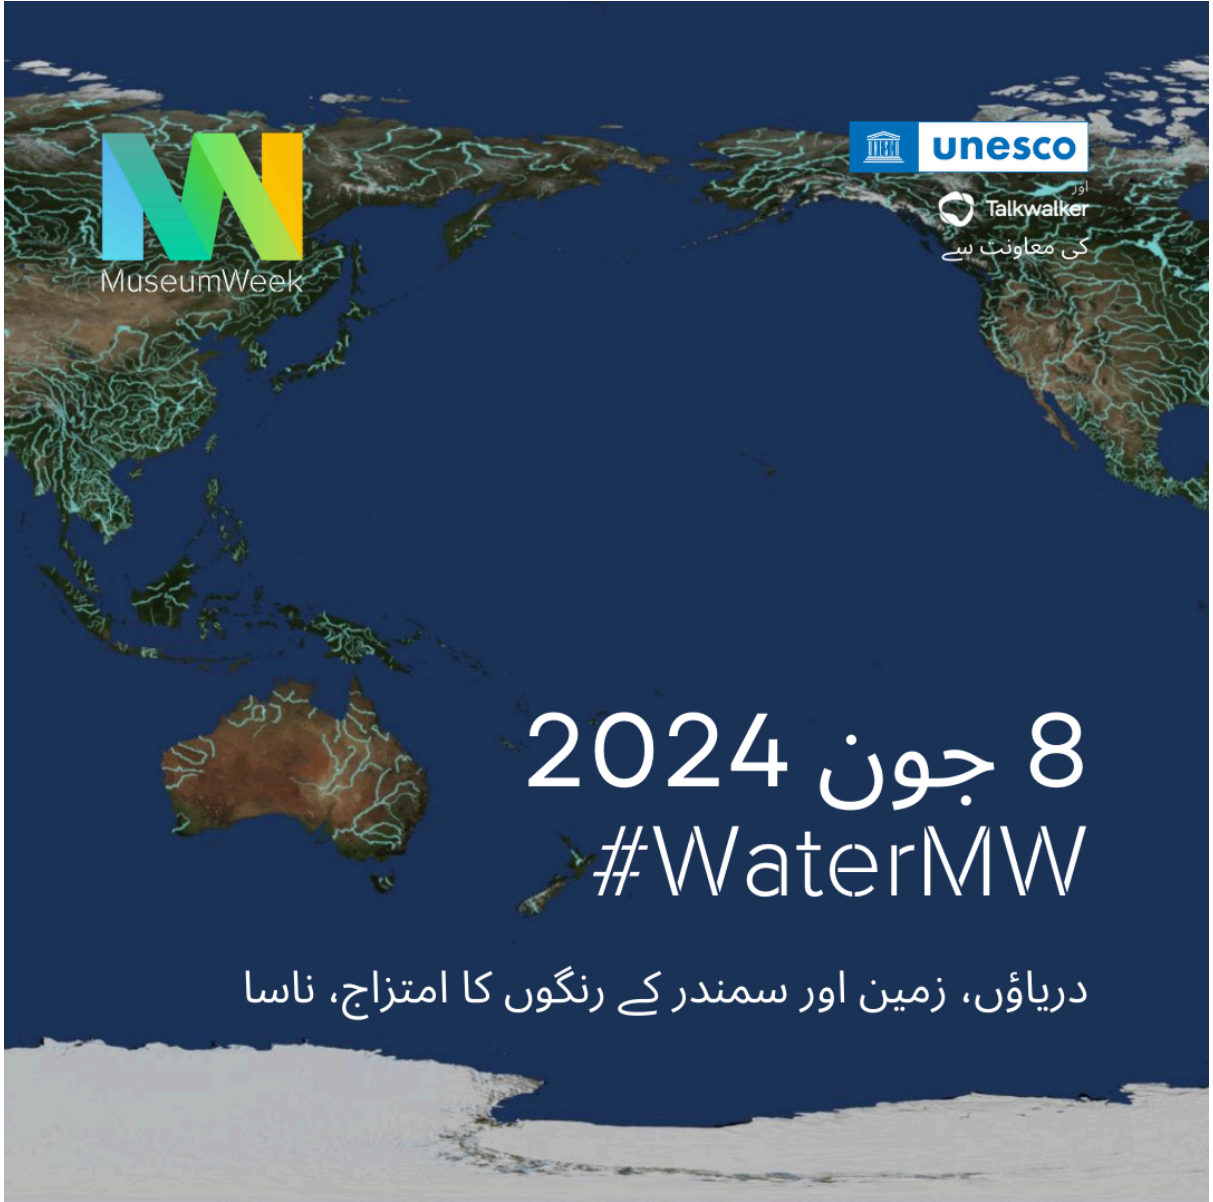 MuseumWeek
unesco
اور
Talkwalker
کی معاونت سے
8 جون 2024
#WaterMW
دریاؤں، زمین اور سمندر کے رنگوں کا امتزاج، ناسا